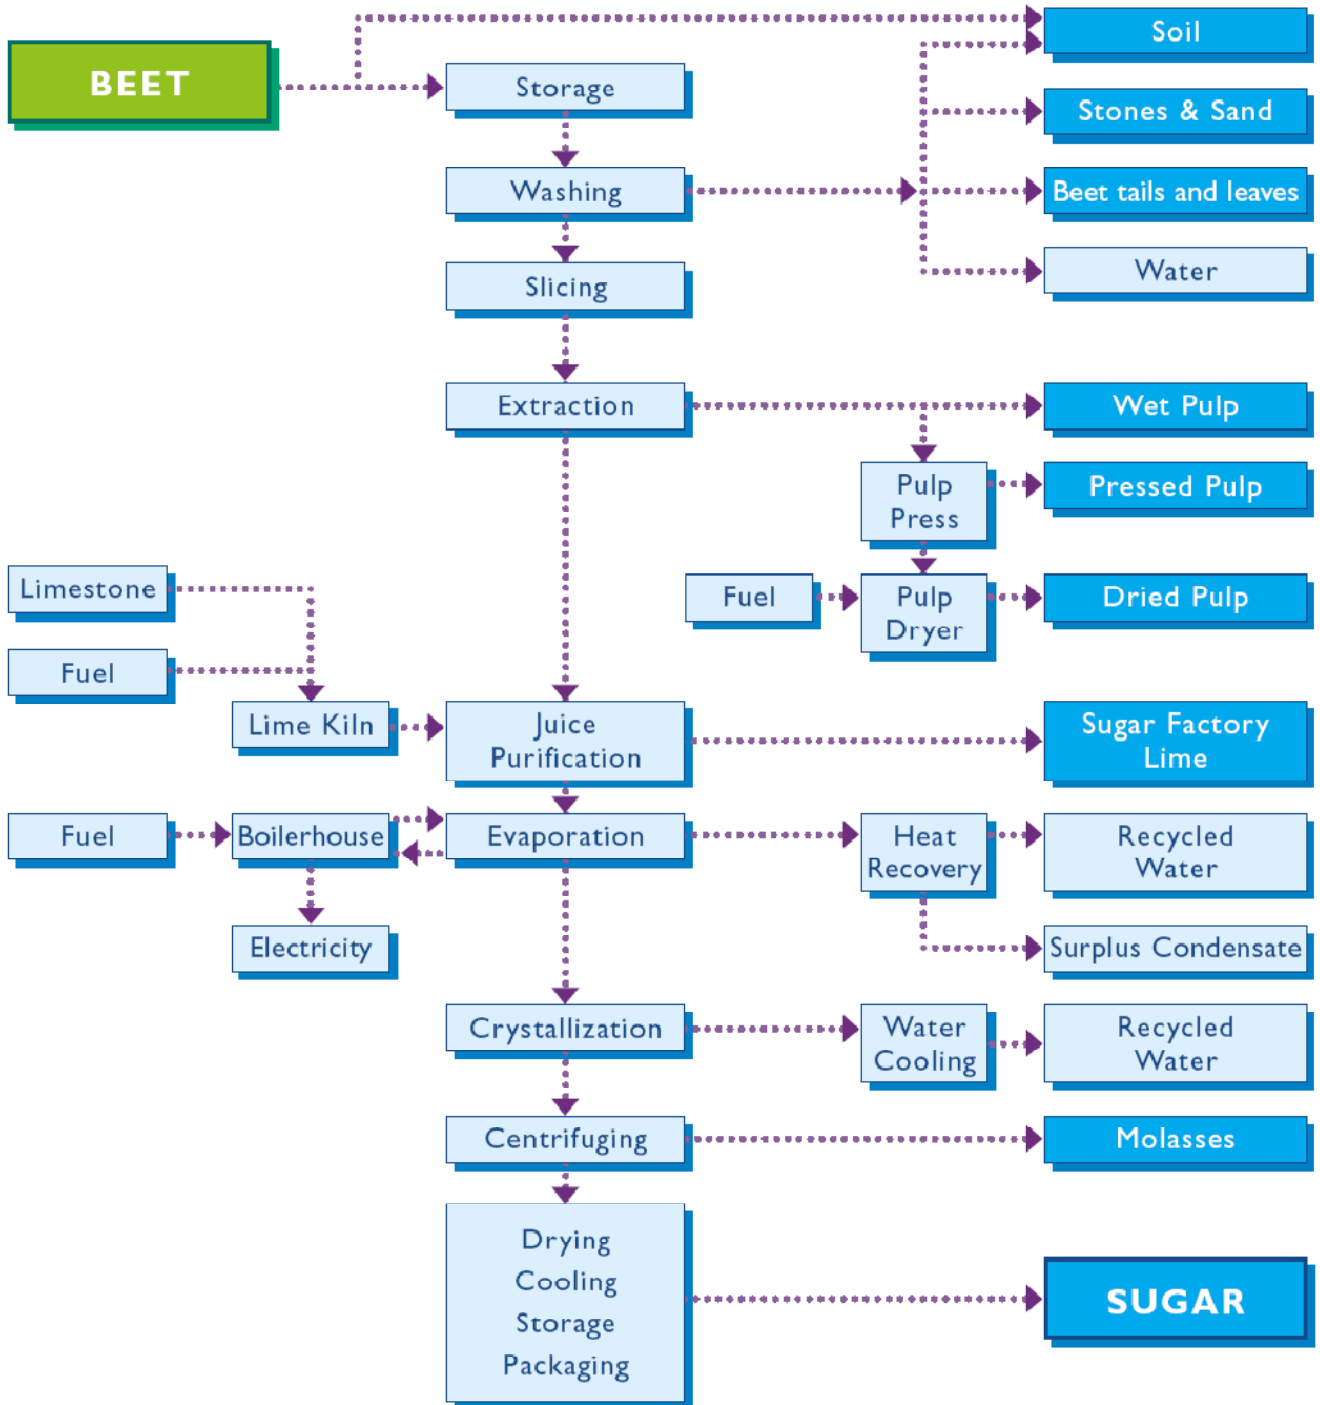 Soil
BEET
Storage
Stones & Sand
Washing
Beet tails and leaves
Water
Slicing
Extraction
Wet Pulp
Pulp
Press
Pressed Pulp
Limestone
Fuel
Pulp
Dryer
Dried Pulp
Fuel
Lime Kiln
Juice
Purification
Sugar Factory
Lime
Fuel
Boilerhouse
Evaporation
Heat
Recovery
Recycled
Water
Electricity
Surplus Condensate
Crystallization
Water
Cooling
Recycled
Water
Centrifuging
Molasses
Drying
Cooling
Storage
Packaging
SUGAR